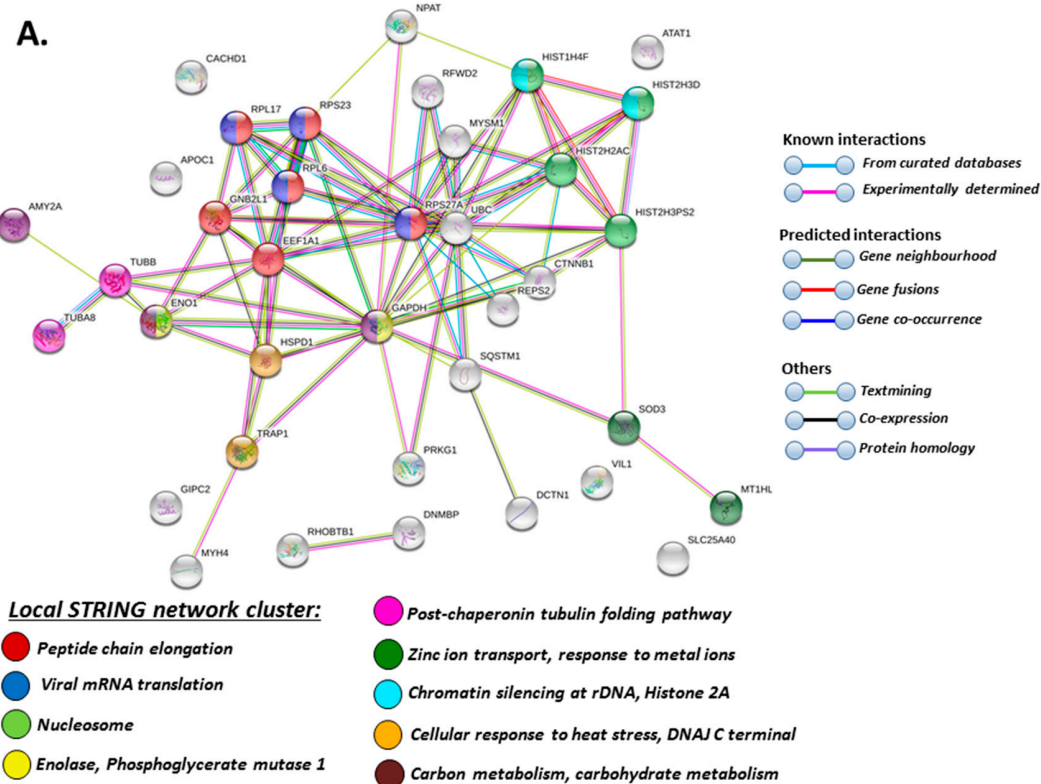 A.
NPAT
ATAT1
CACHD1
HIST1H4F
RFWD2
HIST2H3D
RPL17
RPS23
MYSM1
HIST2H2AC
APOC1
RPL6
GNB2L1
RPS27A
UBC
HIST2H3PS2
AMY2A
EEF1A1
TUBB
CTNNB1
REPS2
ENO1
GAPDH
TUBA8
HSPD1
SQSTM1
SOD3
TRAP1
PRKG1
VIL1
GIPC2
DCTN1
MT1HL
DNMBP
RHOBTB1
SLC25A40
MYH4
Known interactions
From curated databases
Experimentally determined
Predicted interactions
Gene neighbourhood
Gene fusions
Gene co-occurrence
Others
Textmining
Co-expression
Protein homology
Local STRING network cluster:
Peptide chain elongation
Viral mRNA translation
Nucleosome
Enolase, Phosphoglycerate mutase 1
Post-chaperonin tubulin folding pathway
Zinc ion transport, response to metal ions
Chromatin silencing at rDNA, Histone 2A
Cellular response to heat stress, DNAJ C terminal
Carbon metabolism, carbohydrate metabolism